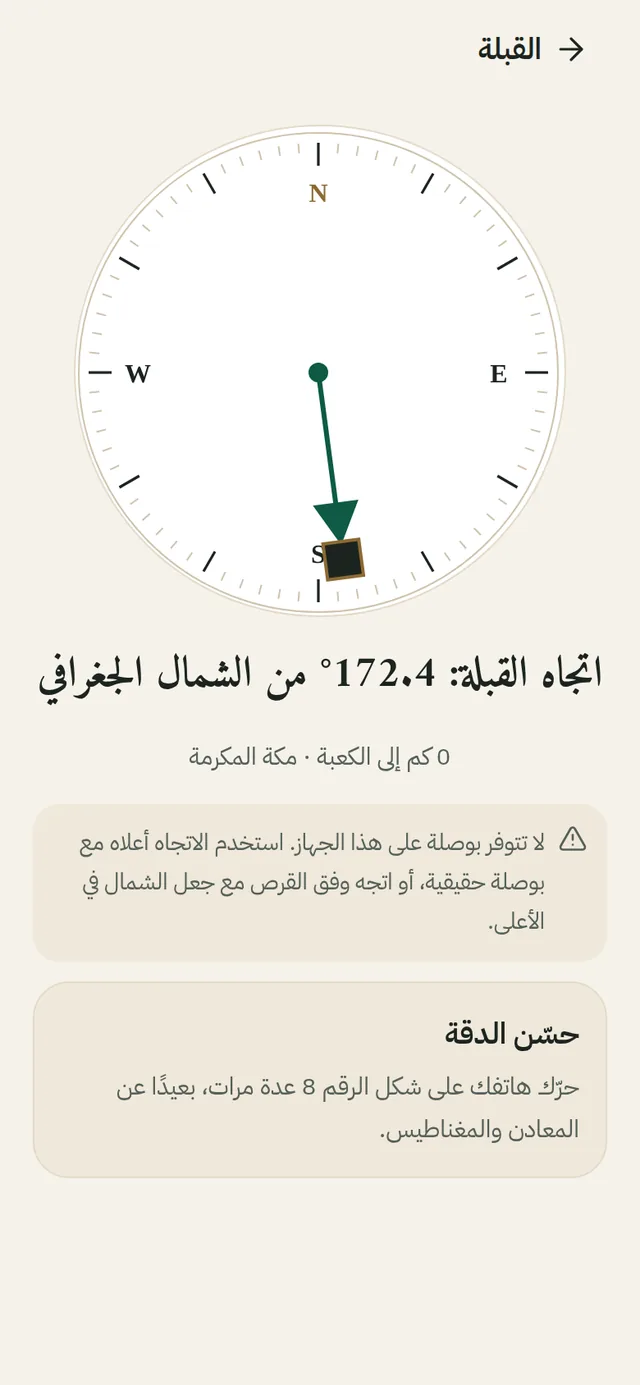 القبلة
N
W
E
S
اتجاه القبلة: 172.4° من الشمال الجغرافي
0 كم إلى الكعبة · مكة المكرمة
لا تتوفر بوصلة على هذا الجهاز. استخدم الاتجاه أعلاه مع
بوصلة حقيقية، أو اتجه وفق القرص مع جعل الشمال في
الأعلى.
حسّن الدقة
حرّك هاتفك على شكل الرقم 8 عدة مرات، بعيدًا عن
المعادن والمغناطيس.